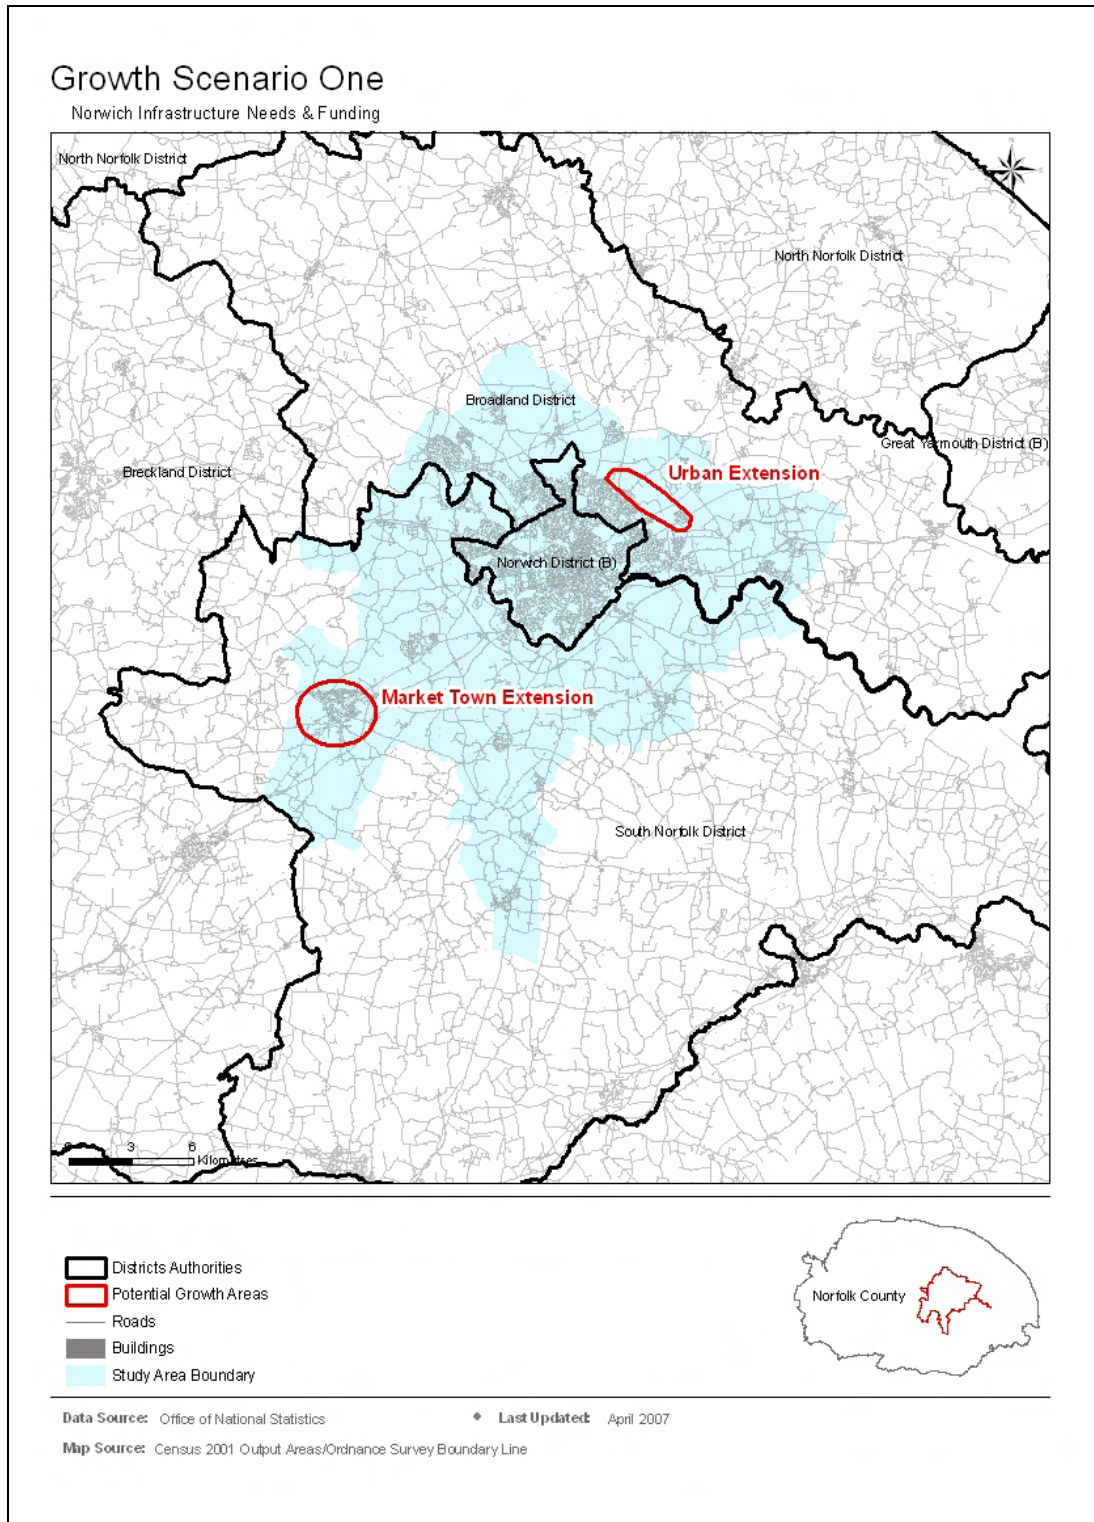 Growth Scenario One
Norwich Infrastructure Needs & Funding
North Norfolk District
North Norfolk District
Broadland District
Great Yarmouth District (B)
Breckland District
Urban Extension
Norwich District (B)
Market Town Extension
South Norfolk District
0 3 6
Kilometres
Districts Authorities
Potential Growth Areas
Roads
Buildings
Study Area Boundary
Norfolk County
Data Source: Office of National Statistics
Last Updated: April 2007
Map Source: Census 2001 Output Areas/Ordnance Survey Boundary Line